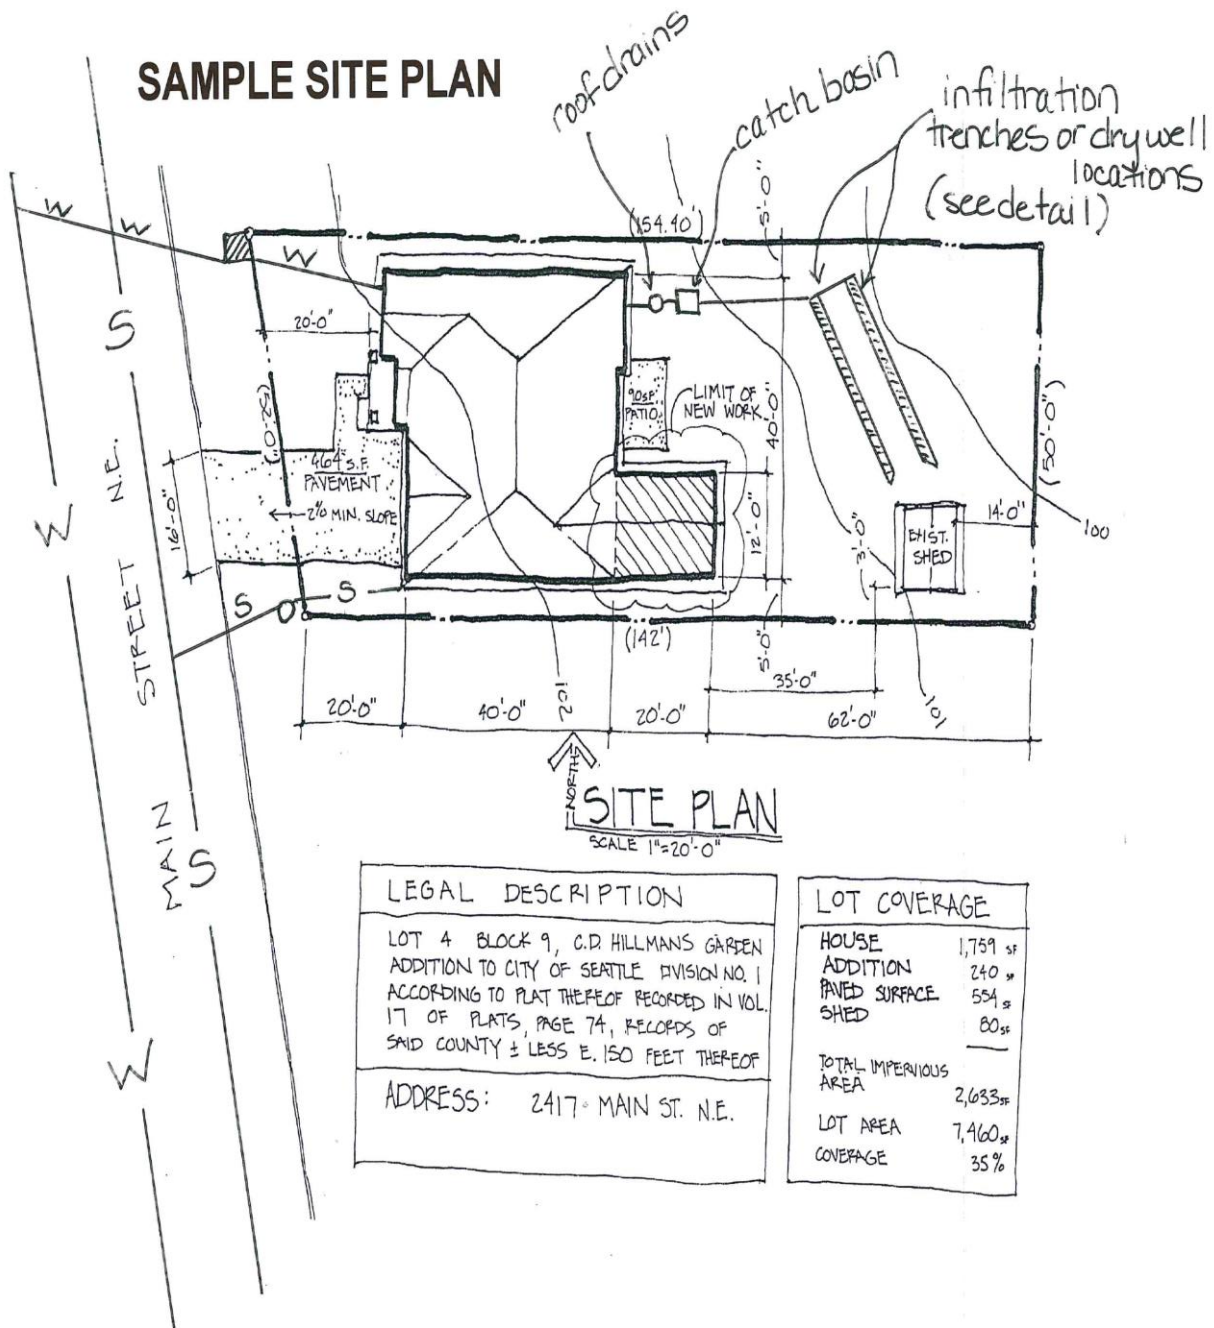 SAMPLE SITE PLAN
roof drains
catch basin
infiltration
trenches or drywell
locations
(see detail)
W
W
W
(154.40')
5'-0"
S
20'-0"
(52'-0")
90SF
PATIO
LIMIT OF
NEW WORK
40'-0"
(50'-0")
464 S.F.
PAVEMENT
2% MIN. SLOPE
16'-0"
12'-0"
3'-0"
EXIST.
SHED
14'-0"
100
W
S
S
(142')
5'-0"
35'-0"
101
20'-0"
40'-0"
102
20'-0"
62'-0"
MAIN STREET N.E.
S
W
NORTH
SITE PLAN
SCALE 1"=20'-0"
LEGAL DESCRIPTION
LOT 4 BLOCK 9, C.D. HILLMANS GARDEN
ADDITION TO CITY OF SEATTLE DIVISION NO. 1
ACCORDING TO PLAT THEREOF RECORDED IN VOL.
17 OF PLATS, PAGE 74, RECORDS OF
SAID COUNTY ± LESS E. 150 FEET THEREOF
ADDRESS: 2417 MAIN ST. N.E.
LOT COVERAGE
HOUSE 1,759 SF
ADDITION 240 SF
PAVED SURFACE 554 SF
SHED 80 SF
TOTAL IMPERVIOUS
AREA 2,633 SF
LOT AREA 7,460 SF
COVERAGE 35%